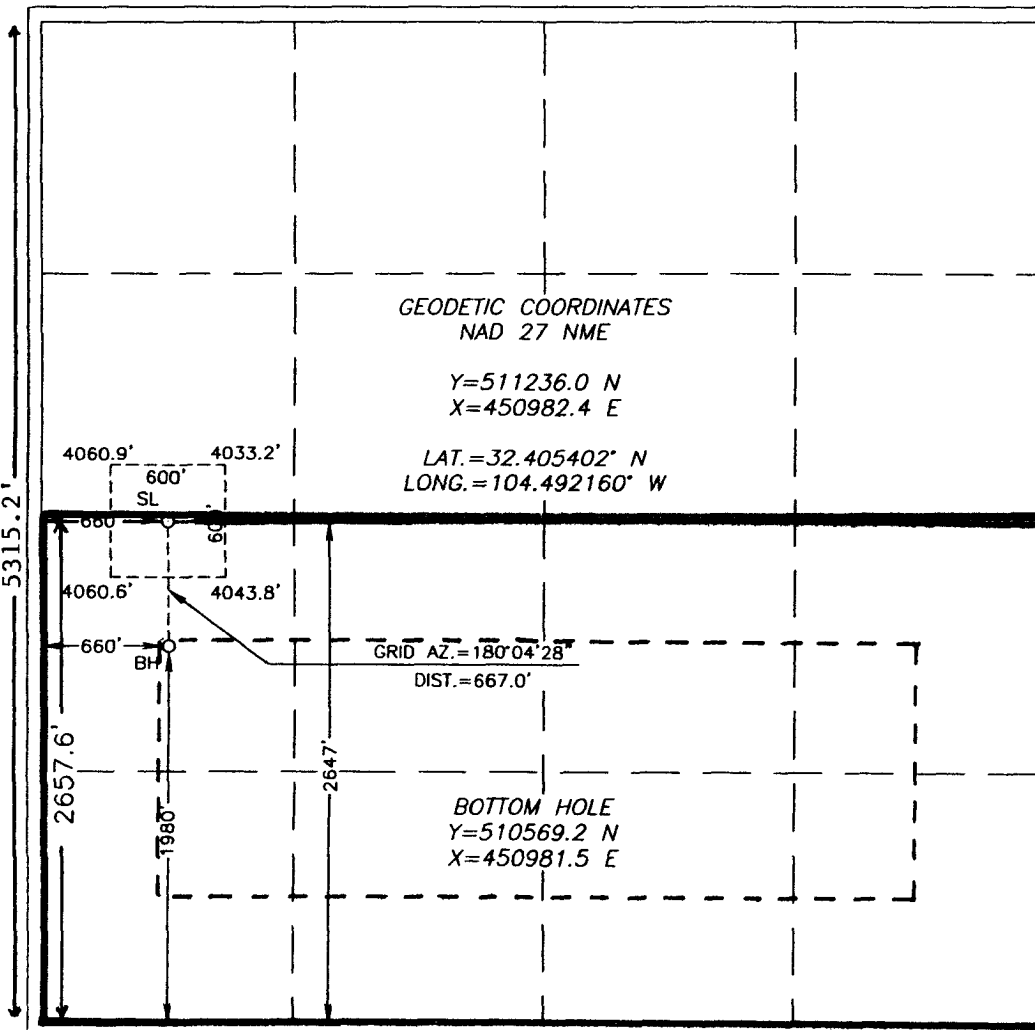 5315.2'
GEODETIC COORDINATES
NAD 27 NME
Y=511236.0 N
X=450982.4 E
LAT.=32.405402° N
LONG.=104.492160° W
4060.9'
4033.2'
600'
SL
660'
4060.6'
4043.8'
660'
BH
GRID AZ.=180°04'28"
DIST.=667.0'
2657.6'
1980'
2647'
BOTTOM HOLE
Y=510569.2 N
X=450981.5 E